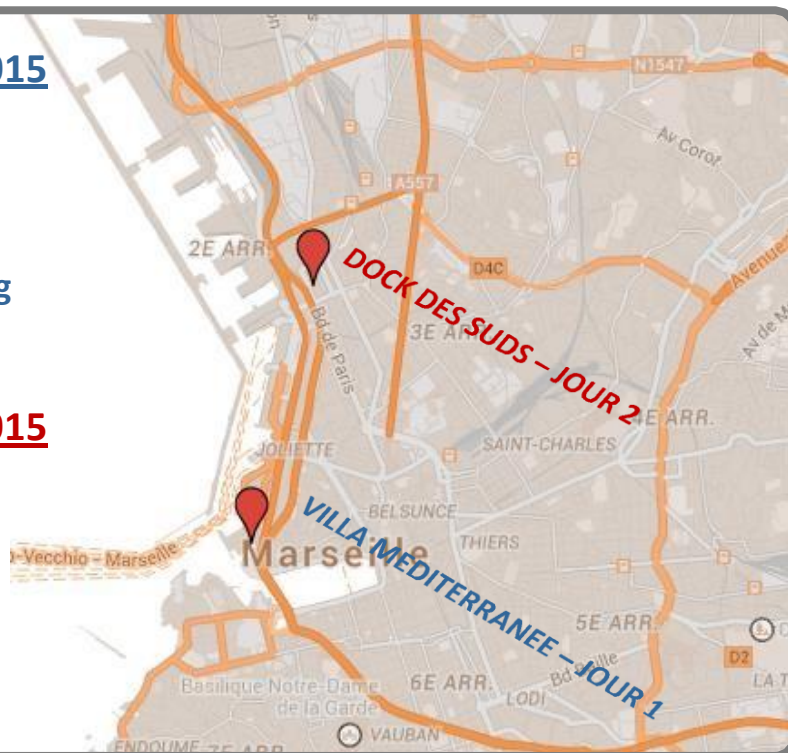 015
g
015
N1547
Av Corot
A557
2E ARR.
D4C
DOCK DES SUDS – JOUR 2
Avenue
Bd de Paris
3E ARR.
Av de M
4E ARR.
SAINT-CHARLES
JOLIETTE
BELSUNCE
VILLA MEDITERRANEE – JOUR 1
THIERS
o-Vecchio - Marseille
Marseille
5E ARR.
D2
Bd Baille
LA T
Basilique Notre-Dame
de la Garde
6E ARR.
LODI
VAUBAN
ENDOUME
7E ARR.